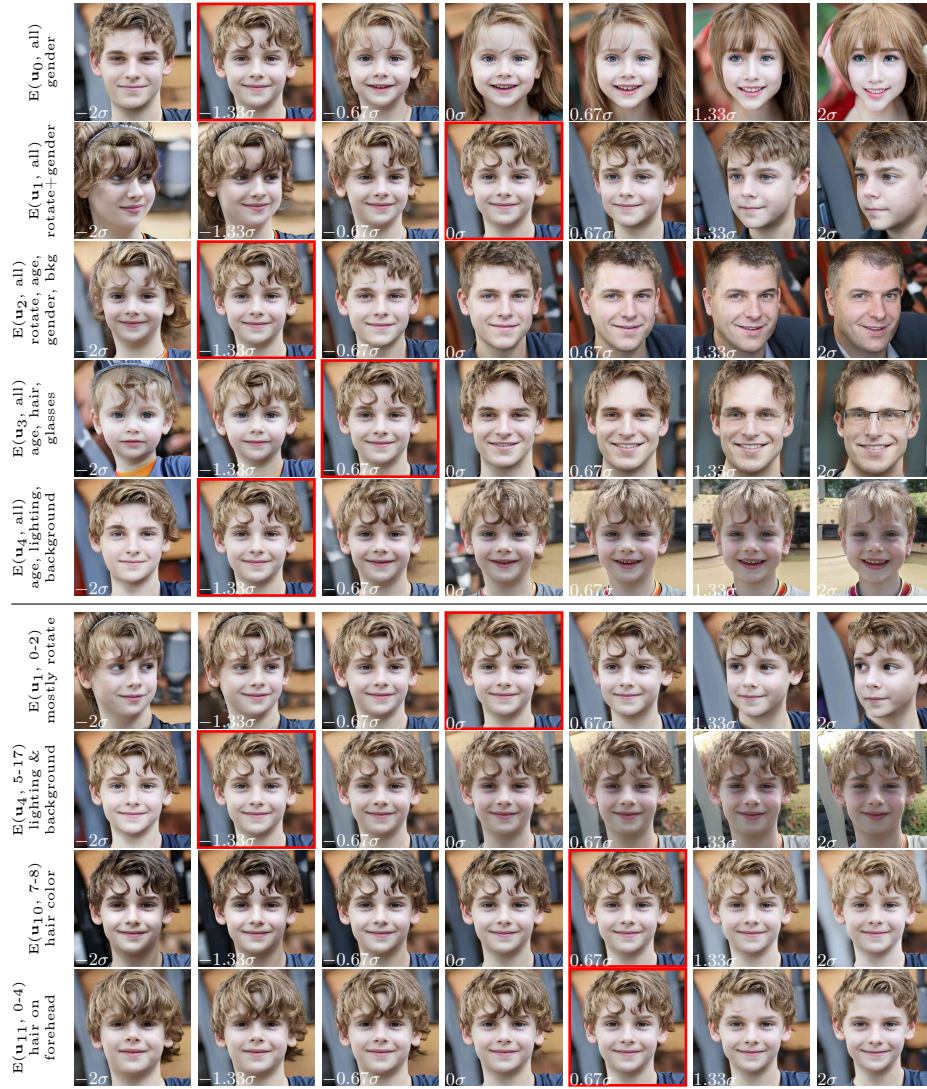 E(u₀, all)
gender
−2σ −1.33σ −0.67σ 0σ 0.67σ 1.33σ 2σ
E(u₁, all)
rotate+gender
−2σ −1.33σ −0.67σ 0σ 0.67σ 1.33σ 2σ
E(u₂, all)
rotate, age,
gender, bkg
−2σ −1.33σ −0.67σ 0σ 0.67σ 1.33σ 2σ
E(u₃, all)
age, hair,
glasses
−2σ −1.33σ −0.67σ 0σ 0.67σ 1.33σ 2σ
E(u₄, all)
age, lighting,
background
−2σ −1.33σ −0.67σ 0σ 0.67σ 1.33σ 2σ
E(u₁, 0-2)
mostly rotate
−2σ −1.33σ −0.67σ 0σ 0.67σ 1.33σ 2σ
E(u₄, 5-17)
lighting &
background
−2σ −1.33σ −0.67σ 0σ 0.67σ 1.33σ 2σ
E(u₁₀, 7-8)
hair color
−2σ −1.33σ −0.67σ 0σ 0.67σ 1.33σ 2σ
E(u₁₁, 0-4)
hair on
forehead
−2σ −1.33σ −0.67σ 0σ 0.67σ 1.33σ 2σ